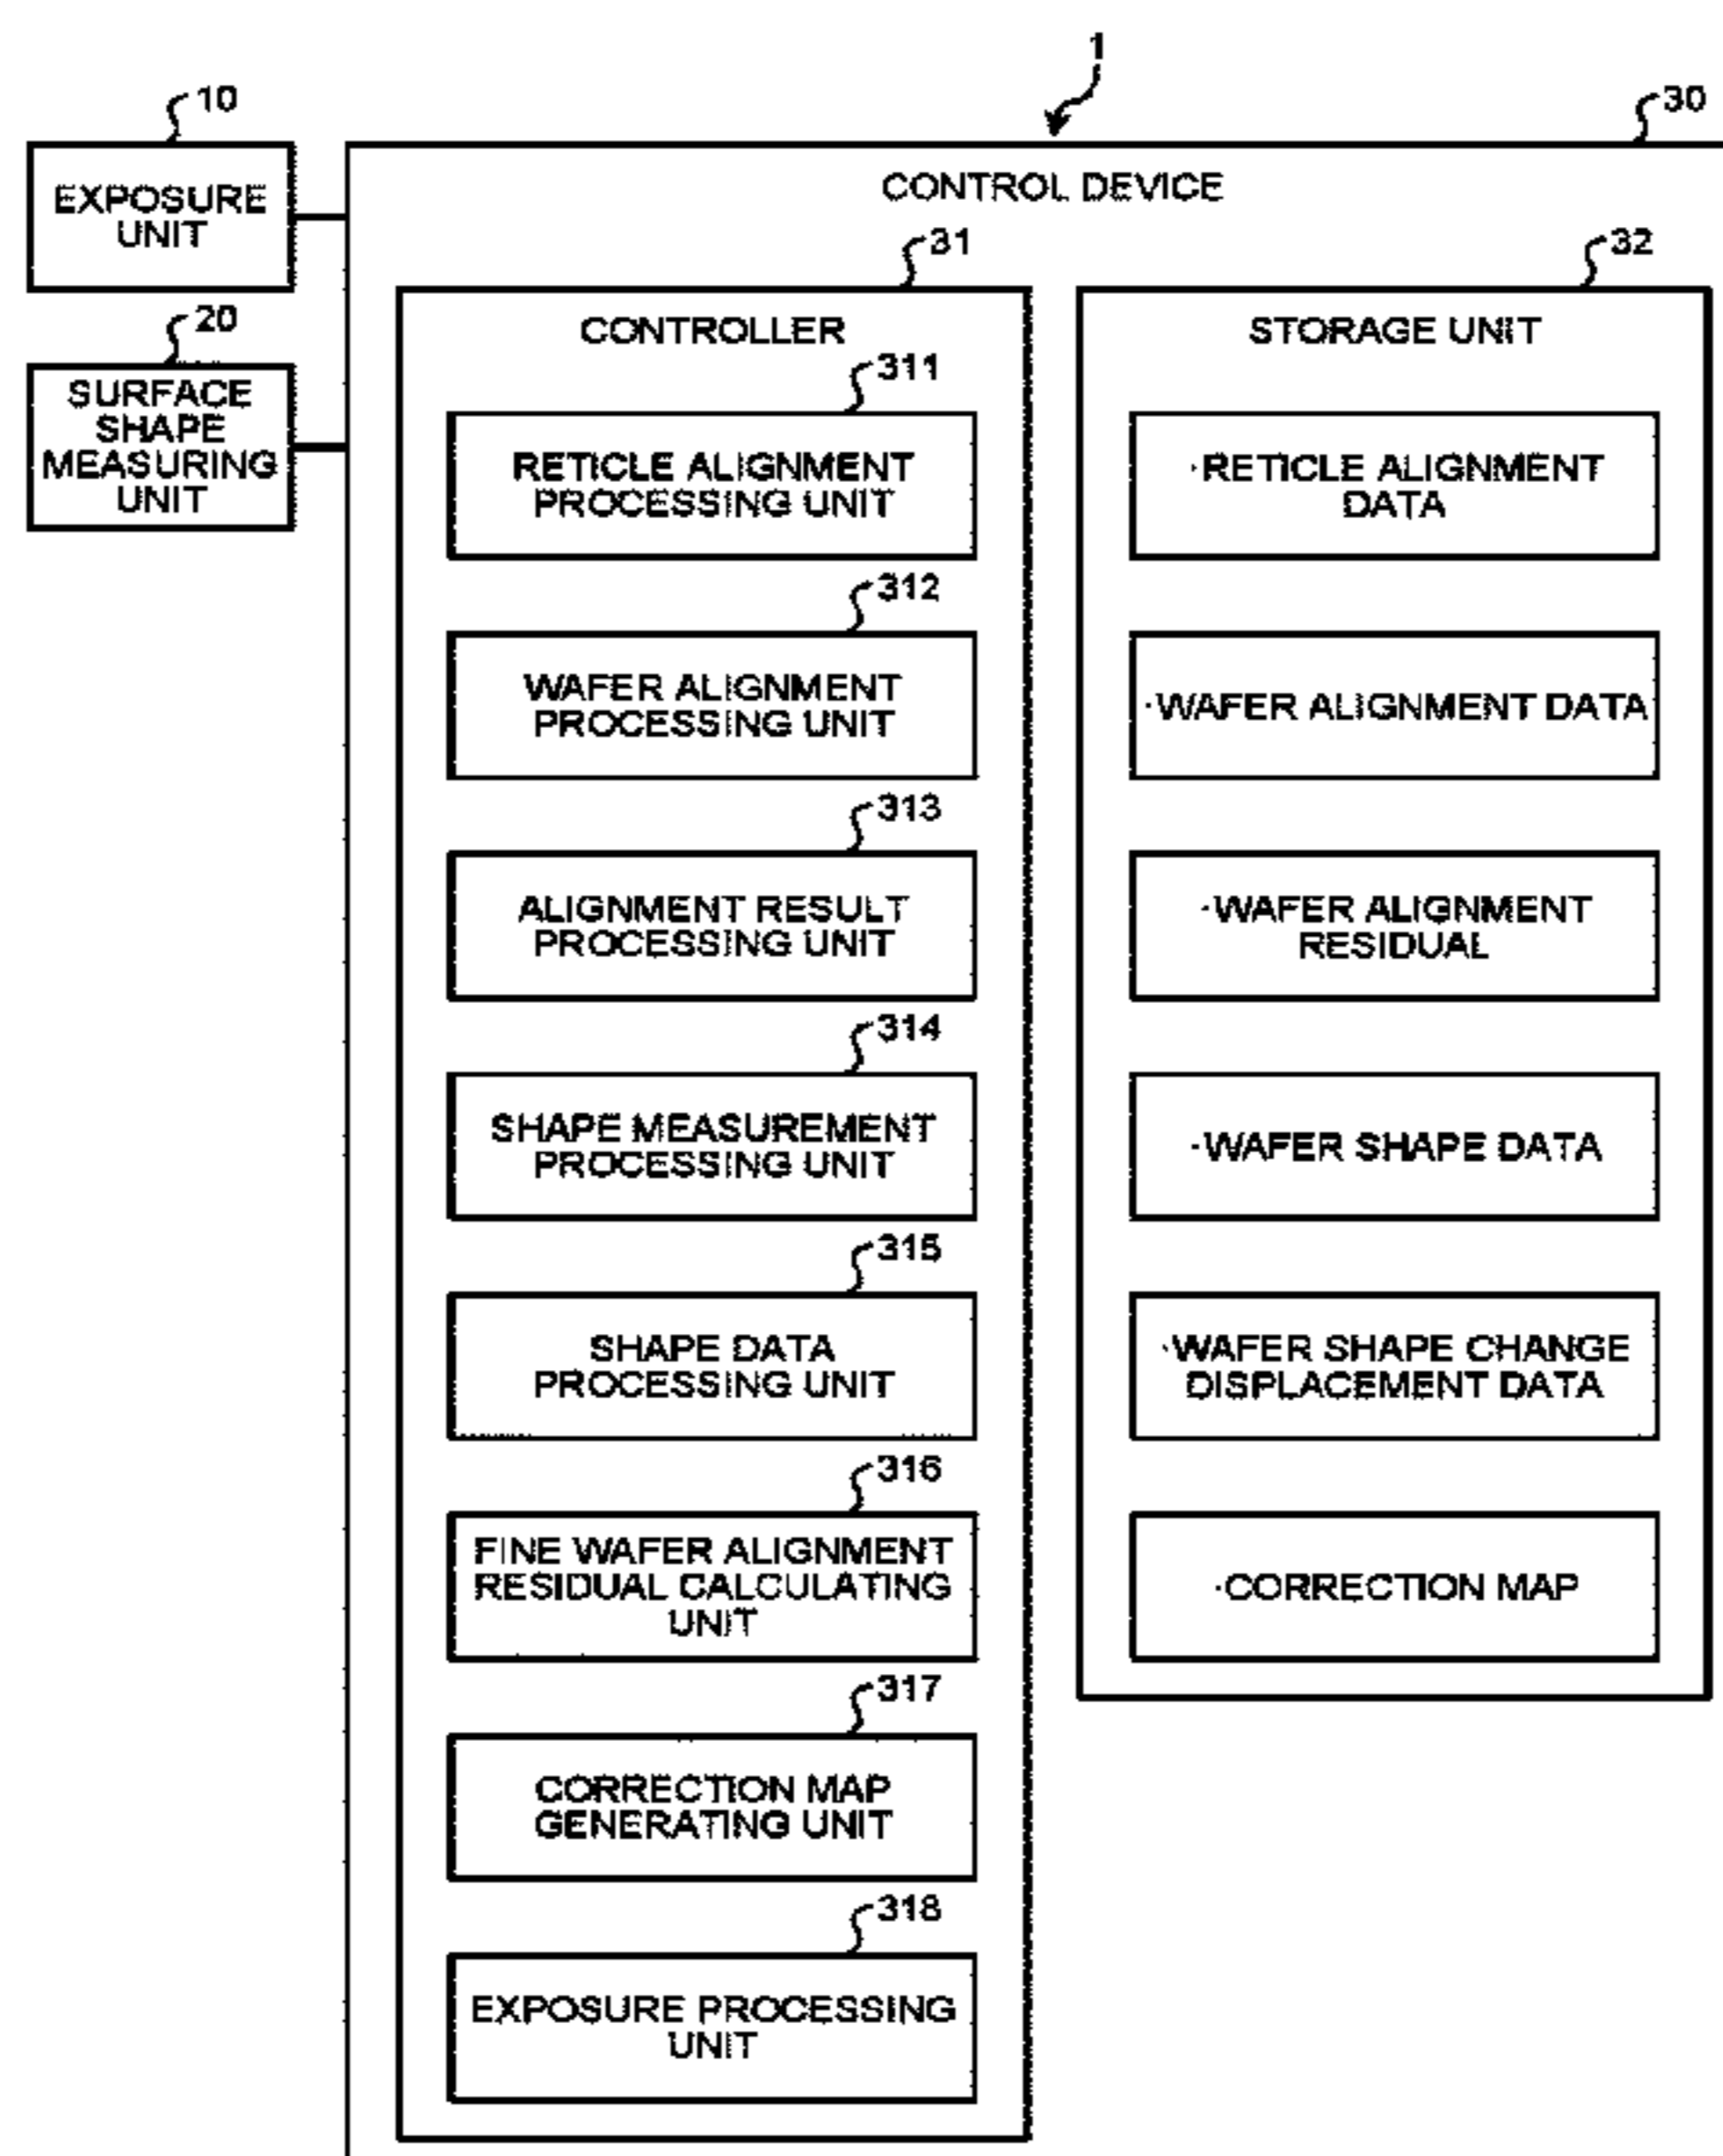 1
10
30
EXPOSURE
UNIT
CONTROL DEVICE
20
SURFACE
SHAPE
MEASURING
UNIT
31
CONTROLLER
311
RETICLE ALIGNMENT
PROCESSING UNIT
312
WAFER ALIGNMENT
PROCESSING UNIT
313
ALIGNMENT RESULT
PROCESSING UNIT
314
SHAPE MEASUREMENT
PROCESSING UNIT
315
SHAPE DATA
PROCESSING UNIT
316
FINE WAFER ALIGNMENT
RESIDUAL CALCULATING
UNIT
317
CORRECTION MAP
GENERATING UNIT
318
EXPOSURE PROCESSING
UNIT
32
STORAGE UNIT
·RETICLE ALIGNMENT
DATA
·WAFER ALIGNMENT DATA
·WAFER ALIGNMENT
RESIDUAL
·WAFER SHAPE DATA
·WAFER SHAPE CHANGE
DISPLACEMENT DATA
·CORRECTION MAP